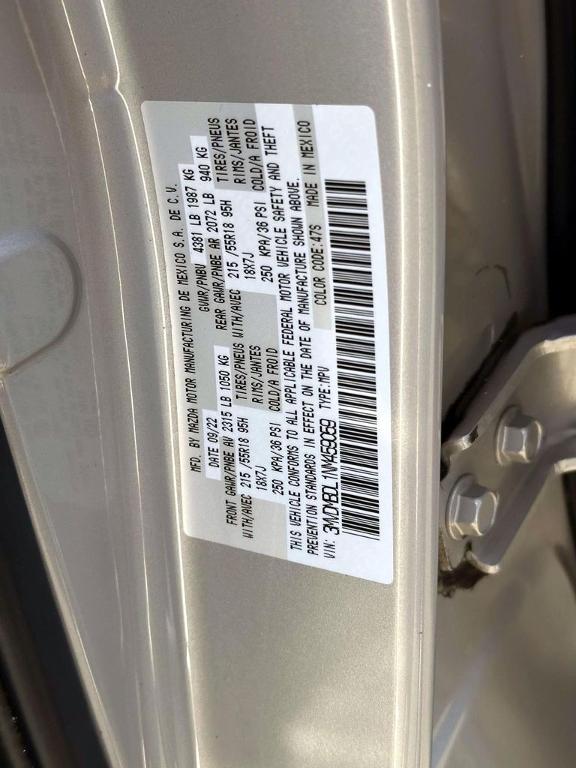 MFD. BY MAZDA MOTOR MANUFACTURING DE MEXICO S.A. DE C.V.
DATE 09/22 GVWR/PNBV 4381 LB 1987 KG
FRONT GAWR/PNBE AV 2315 LB 1050 KG REAR GAWR/PNBE AR 2072 LB 940 KG
WITH/AVEC 215 /55R18 95H TIRES/PNEUS WITH/AVEC 215 /55R18 95H TIRES/PNEUS
18X7J RIMS/JANTES 18X7J RIMS/JANTES
250 KPA/36 PSI COLD/A FROID 250 KPA/36 PSI COLD/A FROID
THIS VEHICLE CONFORMS TO ALL APPLICABLE FEDERAL MOTOR VEHICLE SAFETY AND THEFT
PREVENTION STANDARDS IN EFFECT ON THE DATE OF MANUFACTURE SHOWN ABOVE.
COLOR CODE:47S MADE IN MEXICO
VIN: 3MVDMBDL1NM459059 TYPE:MPV